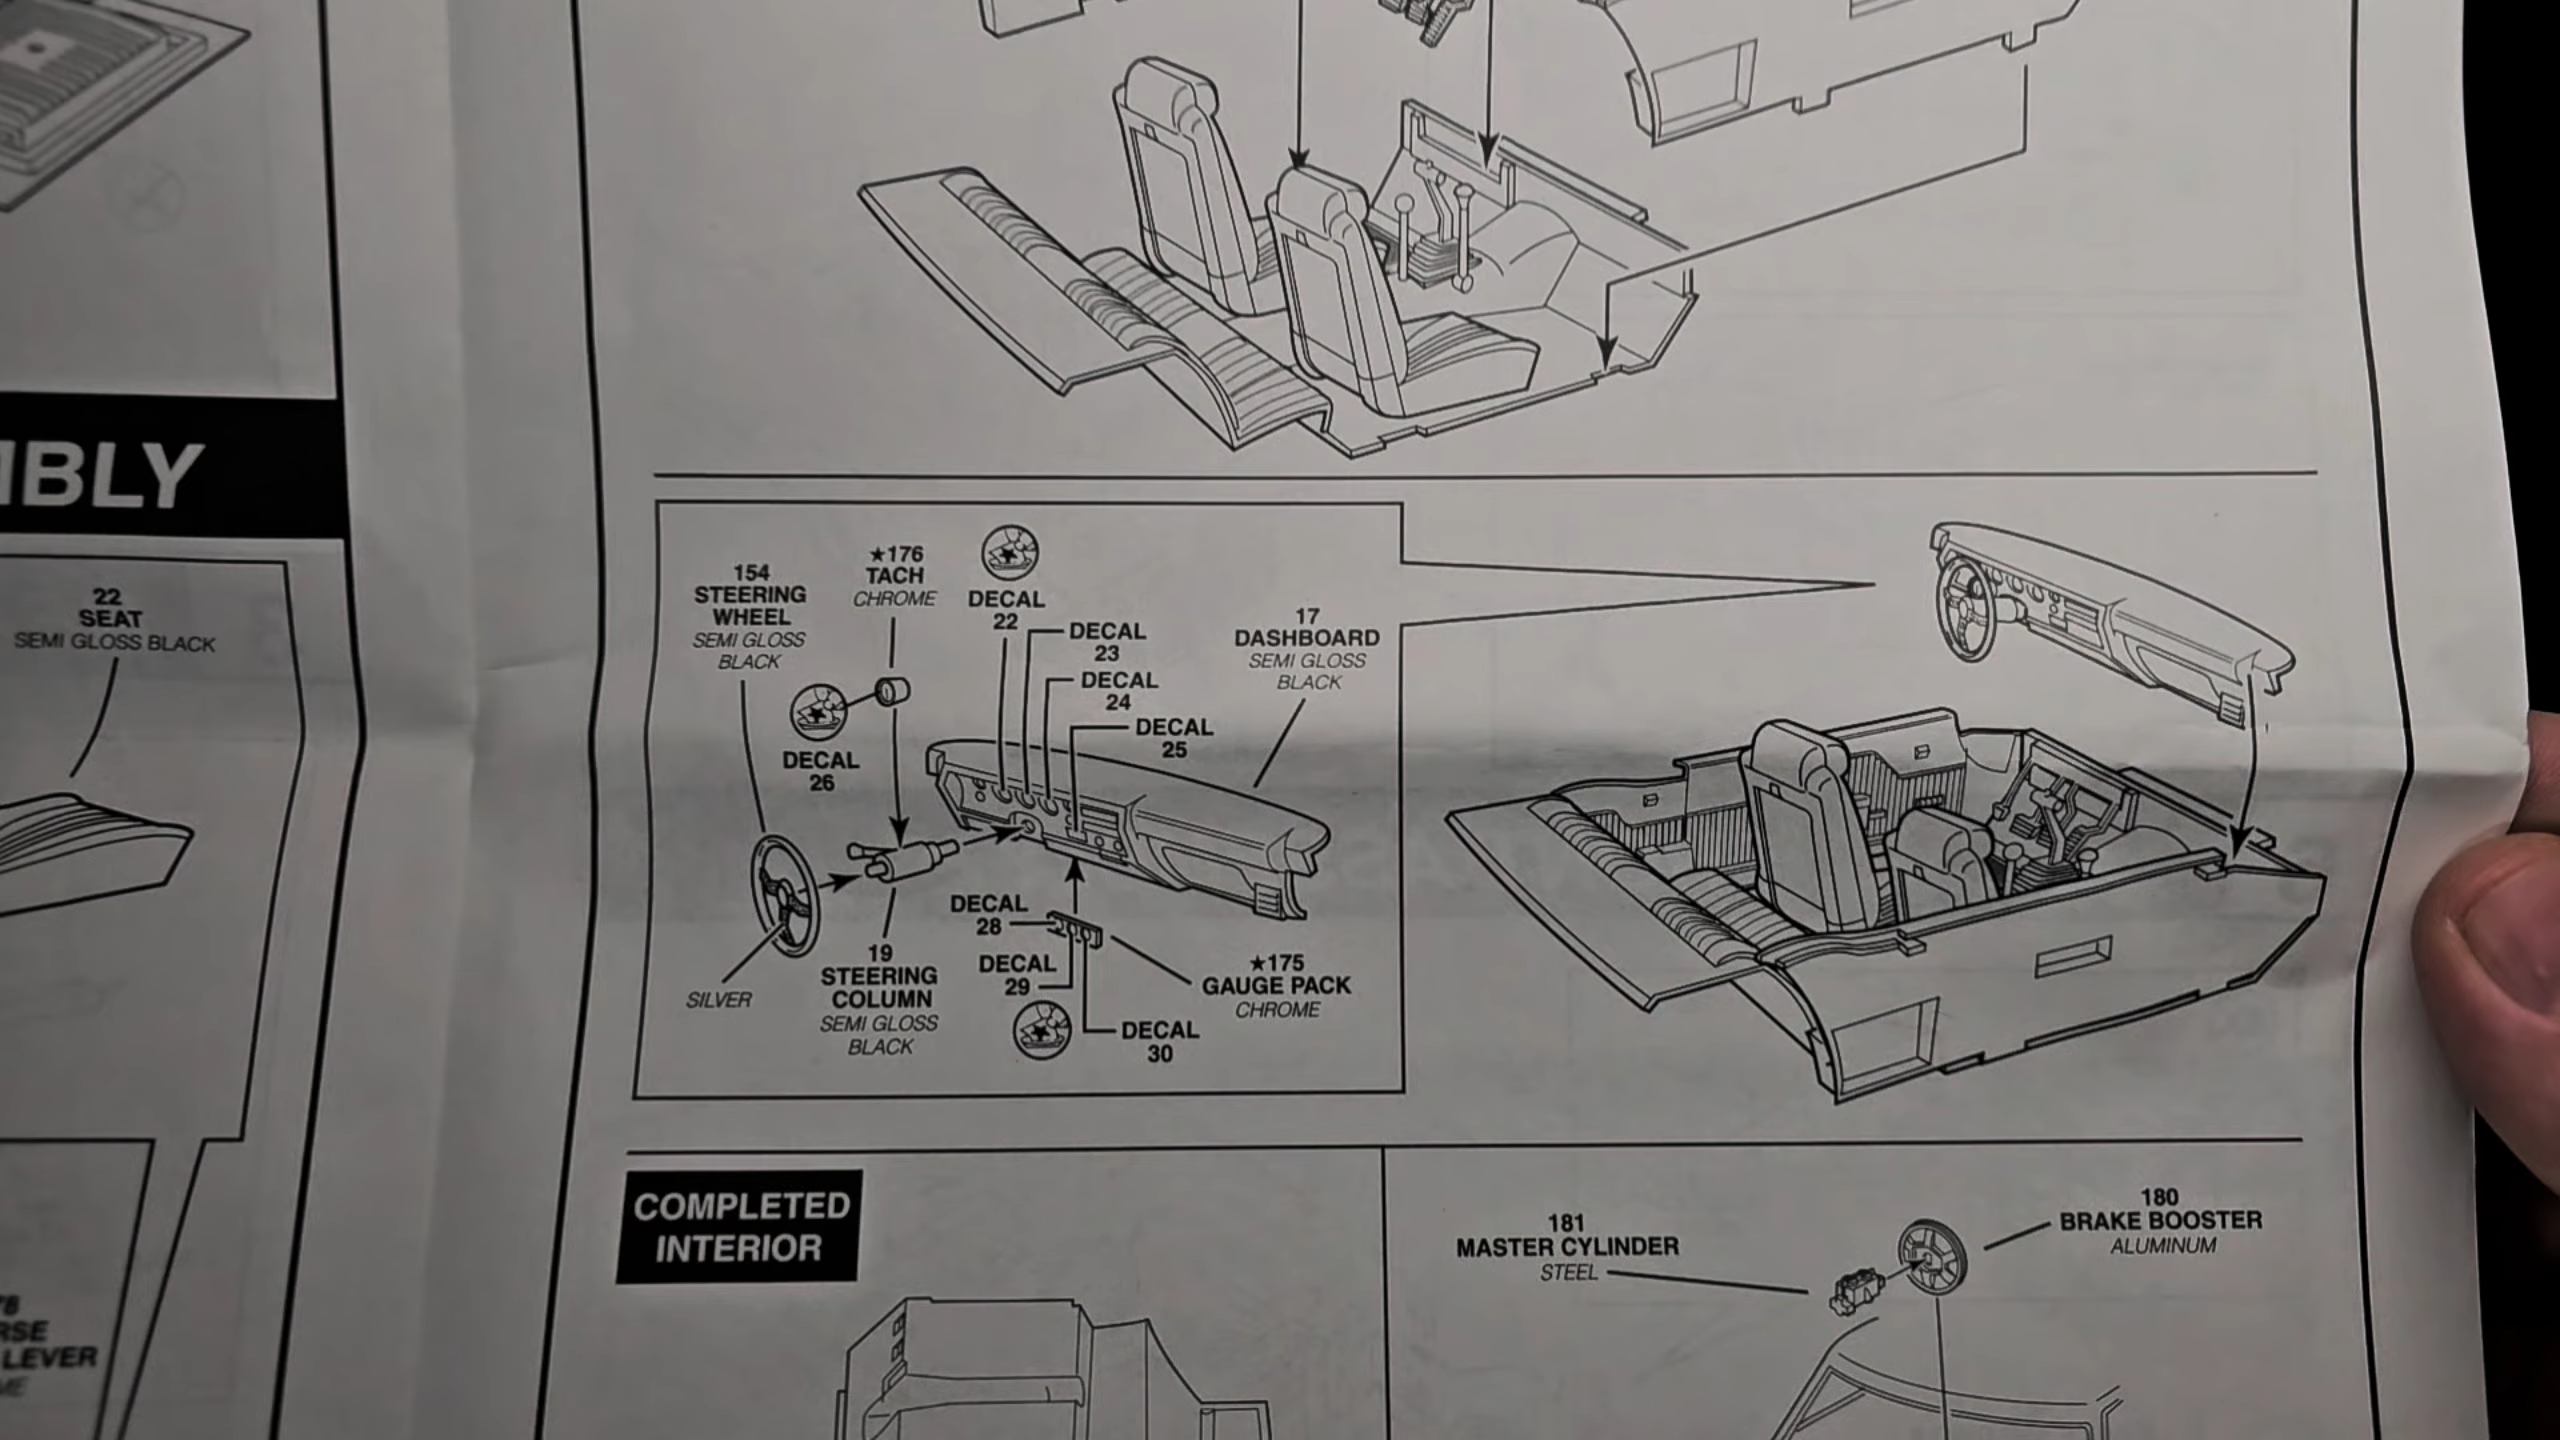 MBLY
22
SEAT
SEMI GLOSS BLACK
LEVER
154
STEERING
WHEEL
SEMI GLOSS
BLACK
★176
TACH
CHROME
DECAL
22
DECAL
23
DECAL
24
DECAL
25
17
DASHBOARD
SEMI GLOSS
BLACK
DECAL
26
DECAL
28
DECAL
29
DECAL
30
SILVER
19
STEERING
COLUMN
SEMI GLOSS
BLACK
★175
GAUGE PACK
CHROME
COMPLETED
INTERIOR
181
MASTER CYLINDER
STEEL
180
BRAKE BOOSTER
ALUMINUM